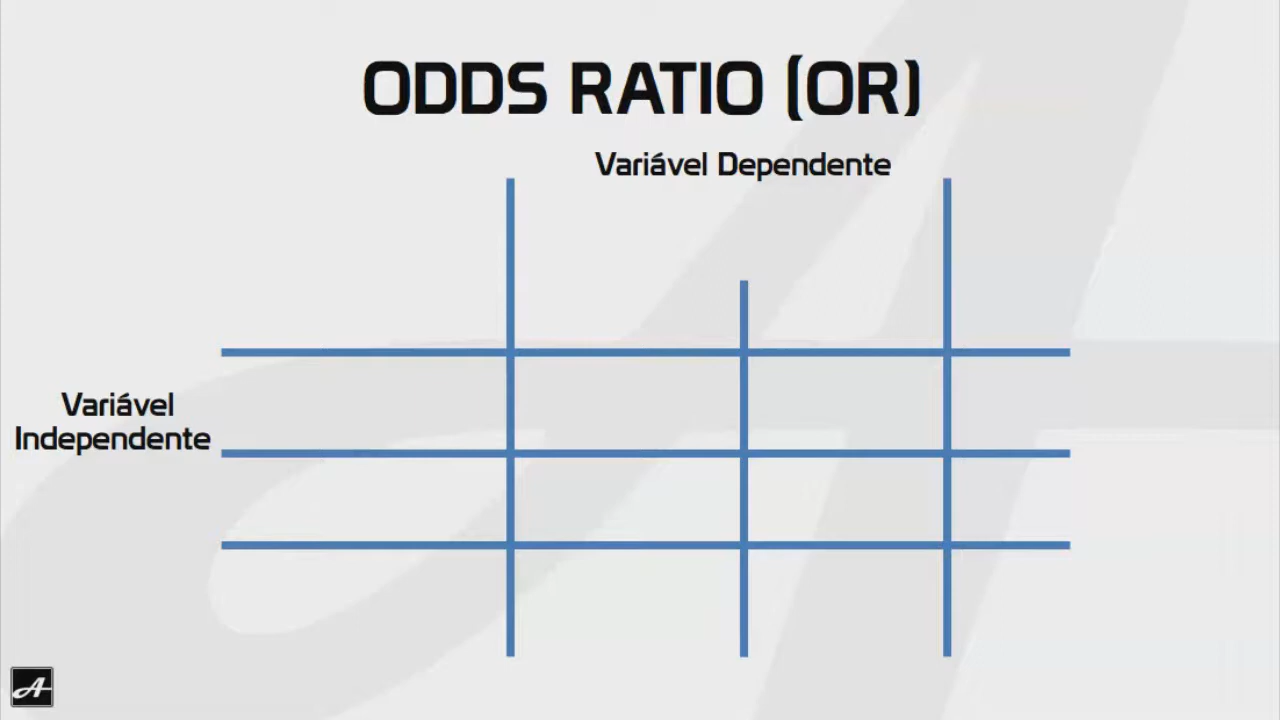 ODDS RATIO (OR)
Variável Dependente
Variável
Independente